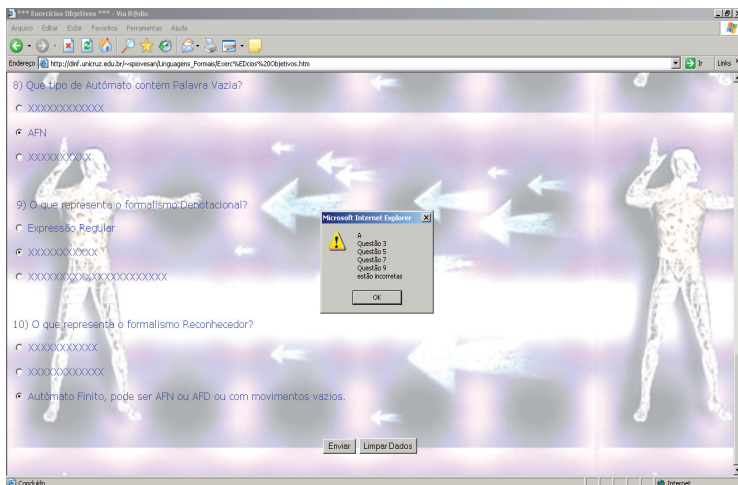 *** Exercícios Objetivos *** - Via R@dio
Arquivo Editar Exibir Favoritos Ferramentas Ajuda
Endereço http://dinf.unicruz.edu.br/~spiovesan/Linguagens_Formais/Exerc%EDcios%20Objetivos.htm Ir Links
8) Que tipo de Autômato contém Palavra Vazia?
XXXXXXXXXXXX
AFN
XXXXXXXXXX
9) O que representa o formalismo Denotacional?
Expressão Regular
XXXXXXXXXXX
XXXXXXXXXXXXXXXXXXXXXX
Microsoft Internet Explorer
A
Questão 3
Questão 5
Questão 7
Questão 9
estão incorretas
OK
10) O que representa o formalismo Reconhecedor?
XXXXXXXXXXX
XXXXXXXXXXXX
Autômato Finito, pode ser AFN ou AFD ou com movimentos vazios.
Enviar Limpar Dados
Concluído Internet